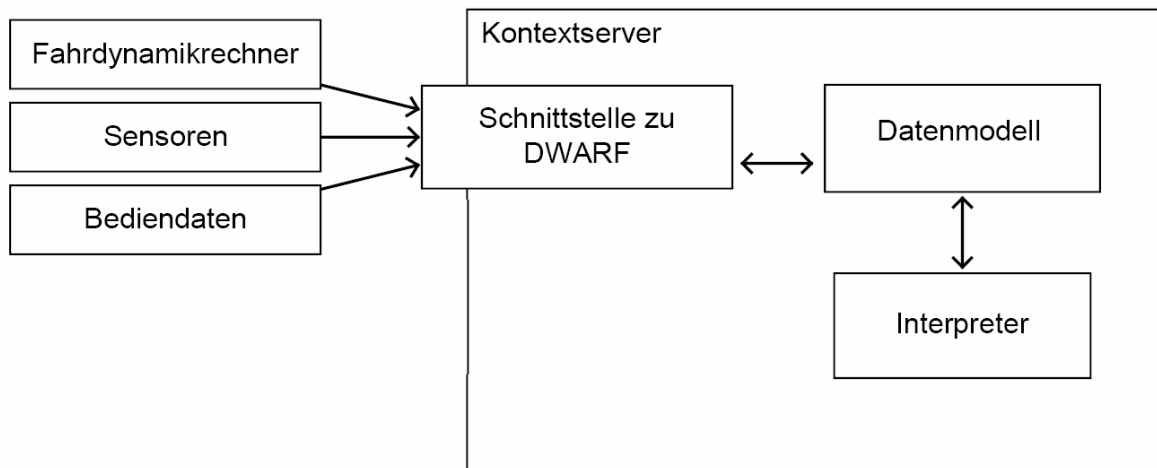 Kontextserver
Fahrdynamikrechner
Sensoren
Bediendaten
Schnittstelle zu
DWARF
Datenmodell
Interpreter